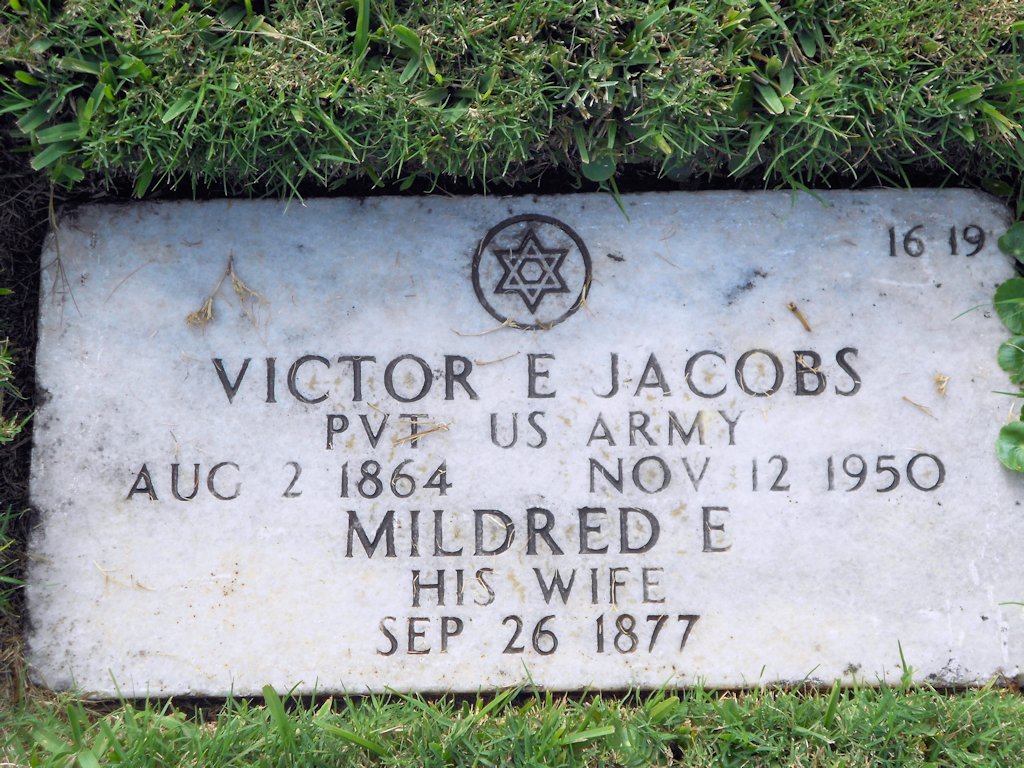 16 19
VICTOR E JACOBS
PVT US ARMY
AUG 2 1864 NOV 12 1950
MILDRED E
HIS WIFE
SEP 26 1877